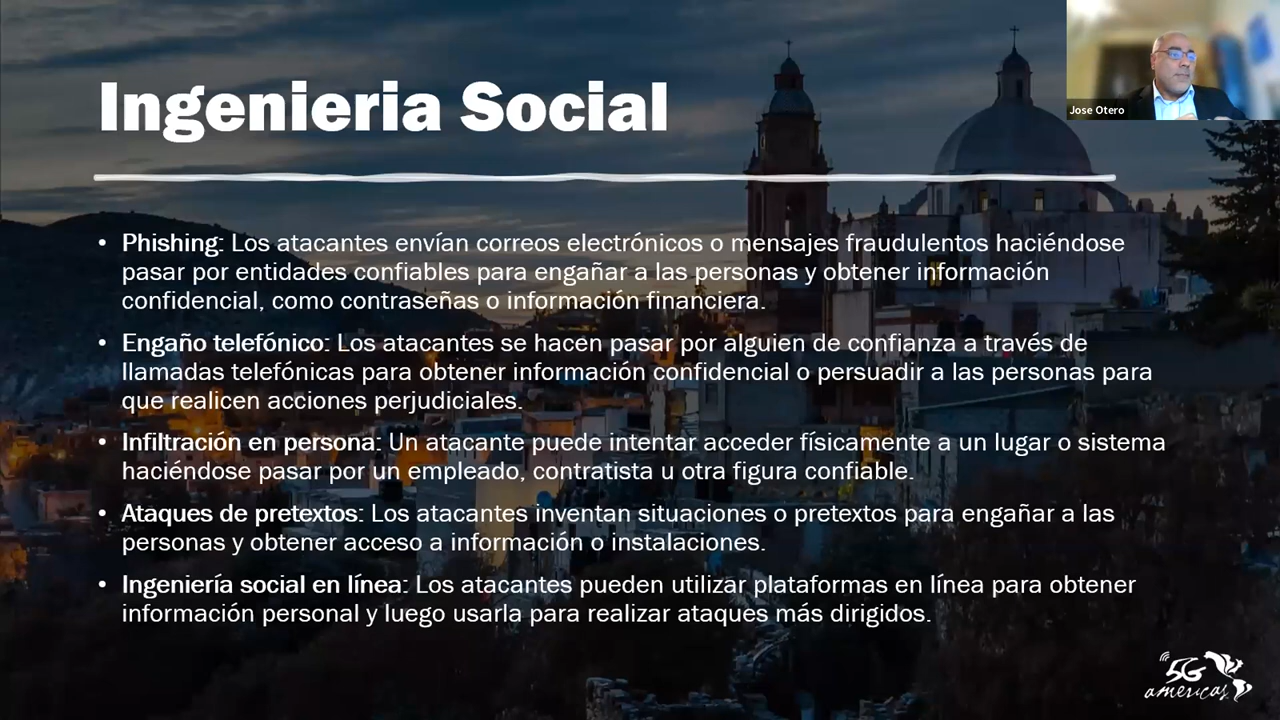 Ingenieria Social
Jose Otero
• Phishing: Los atacantes envían correos electrónicos o mensajes fraudulentos haciéndose
pasar por entidades confiables para engañar a las personas y obtener información
confidencial, como contraseñas o información financiera.
• Engaño telefónico: Los atacantes se hacen pasar por alguien de confianza a través de
llamadas telefónicas para obtener información confidencial o persuadir a las personas para
que realicen acciones perjudiciales.
• Infiltración en persona: Un atacante puede intentar acceder físicamente a un lugar o sistema
haciéndose pasar por un empleado, contratista u otra figura confiable.
• Ataques de pretextos: Los atacantes inventan situaciones o pretextos para engañar a las
personas y obtener acceso a información o instalaciones.
• Ingeniería social en línea: Los atacantes pueden utilizar plataformas en línea para obtener
información personal y luego usarla para realizar ataques más dirigidos.
5G
americas